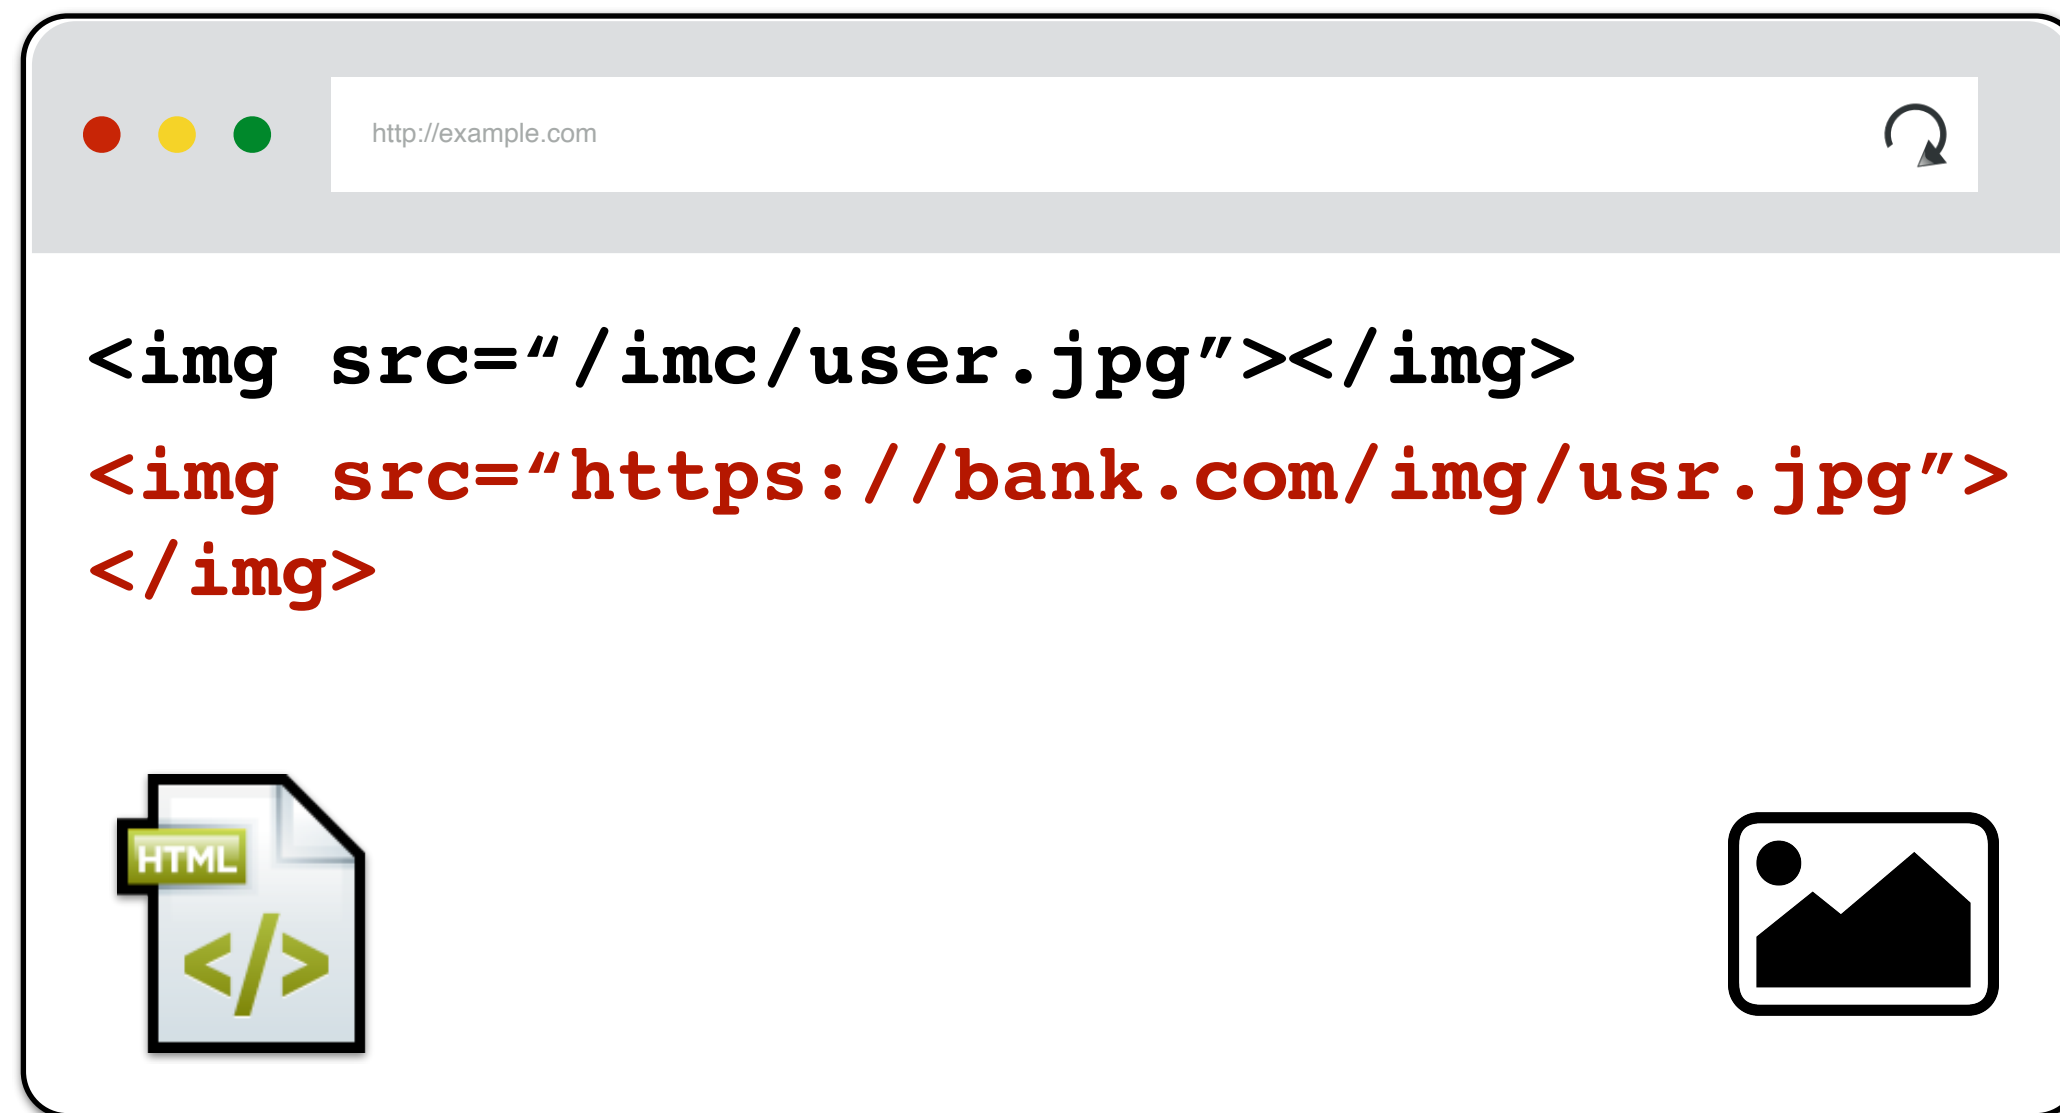 http://example.com
<img src=“/imc/user.jpg”></img>
<img src=“https://bank.com/img/usr.jpg”>
</img>
HTML
</>